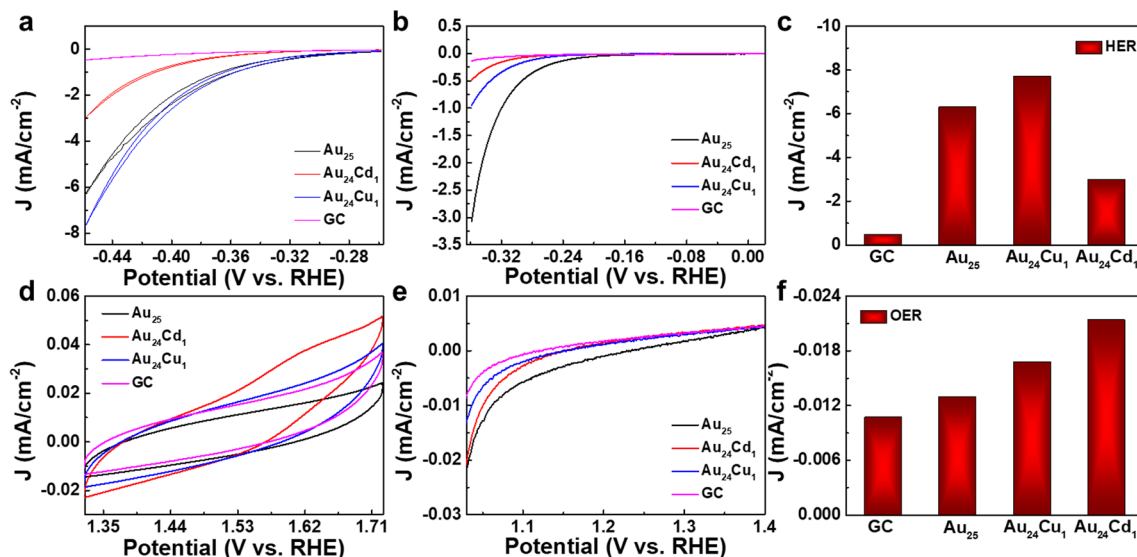 a
J (mA/cm⁻²)
0
-2
-4
-6
-8
-0.44
-0.40
-0.36
-0.32
-0.28
Potential (V vs. RHE)
Au₂₅
Au₂₄Cd₁
Au₂₄Cu₁
GC
b
J (mA/cm⁻²)
0.0
-0.5
-1.0
-1.5
-2.0
-2.5
-3.0
-3.5
-0.32
-0.24
-0.16
-0.08
0.00
Potential (V vs. RHE)
Au₂₅
Au₂₄Cd₁
Au₂₄Cu₁
GC
c
J (mA/cm⁻²)
-10
-8
-6
-4
-2
0
HER
GC
Au₂₅
Au₂₄Cu₁
Au₂₄Cd₁
d
J (mA/cm⁻²)
0.06
0.04
0.02
0.00
-0.02
1.35
1.44
1.53
1.62
1.71
Potential (V vs. RHE)
Au₂₅
Au₂₄Cd₁
Au₂₄Cu₁
GC
e
J (mA/cm⁻²)
0.01
0.00
-0.01
-0.02
-0.03
1.1
1.2
1.3
1.4
Potential (V vs. RHE)
Au₂₅
Au₂₄Cd₁
Au₂₄Cu₁
GC
f
J (mA/cm⁻²)
-0.024
-0.018
-0.012
-0.006
0.000
OER
GC
Au₂₅
Au₂₄Cu₁
Au₂₄Cd₁